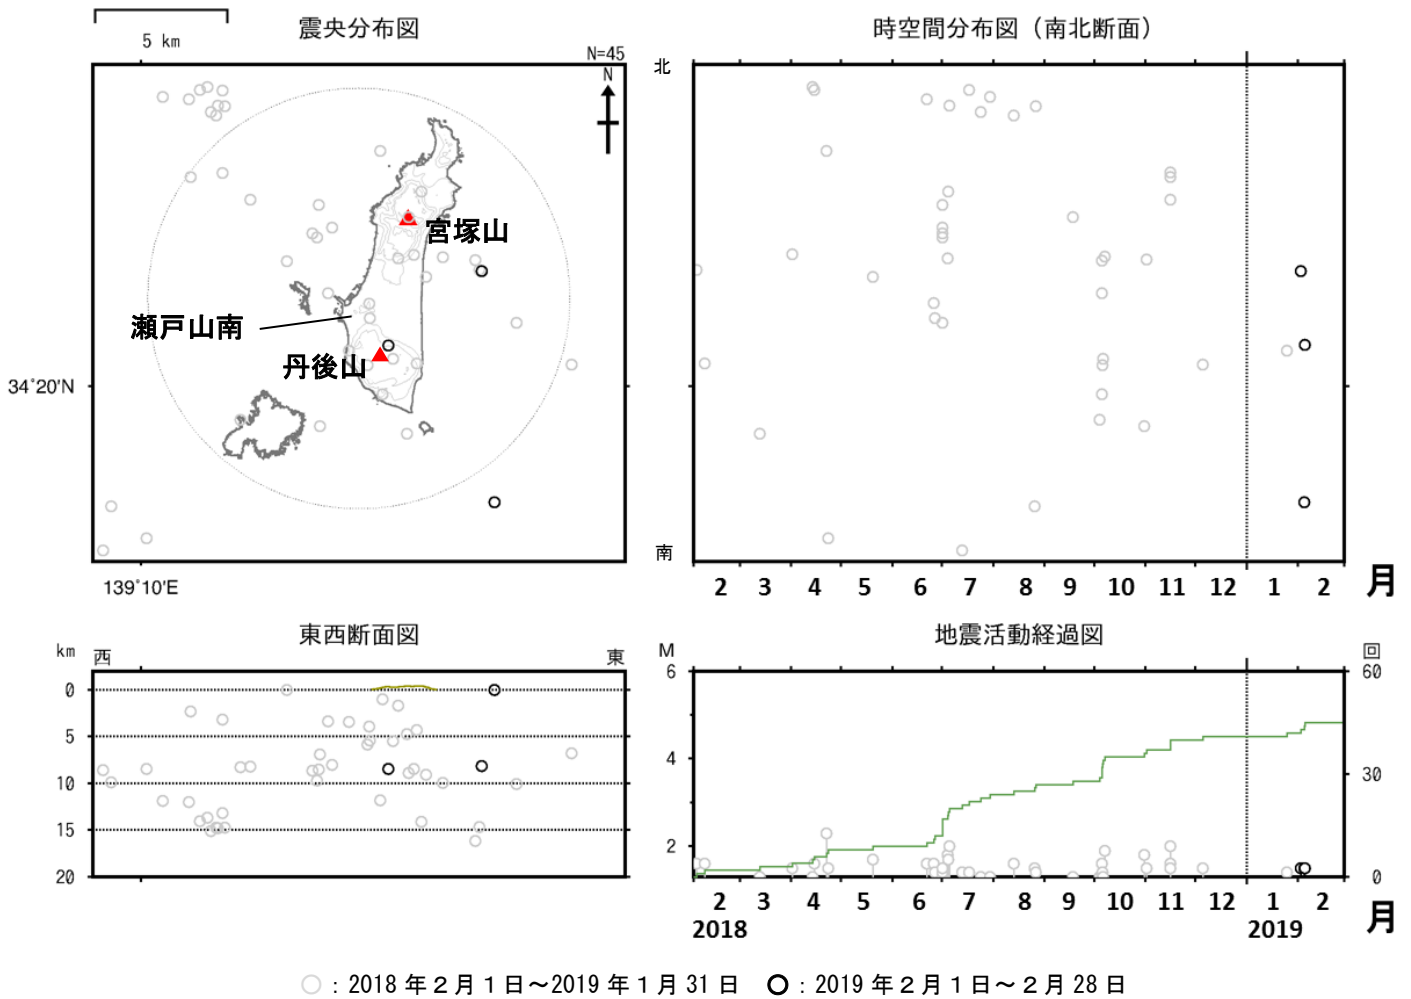 震央分布図
5 km
N=45
N
宮塚山
瀬戸山南
丹後山
34°20'N
139°10'E
時空間分布図（南北断面）
北
南
2 3 4 5 6 7 8 9 10 11 12 1 2 月
東西断面図
km 西 東
0
5
10
15
20
地震活動経過図
M 回
6 60
4
30
2
0
2 3 4 5 6 7 8 9 10 11 12 1 2 月
2018 2019
○：2018 年２月１日～2019 年１月 31 日 ○：2019 年２月１日～２月 28 日